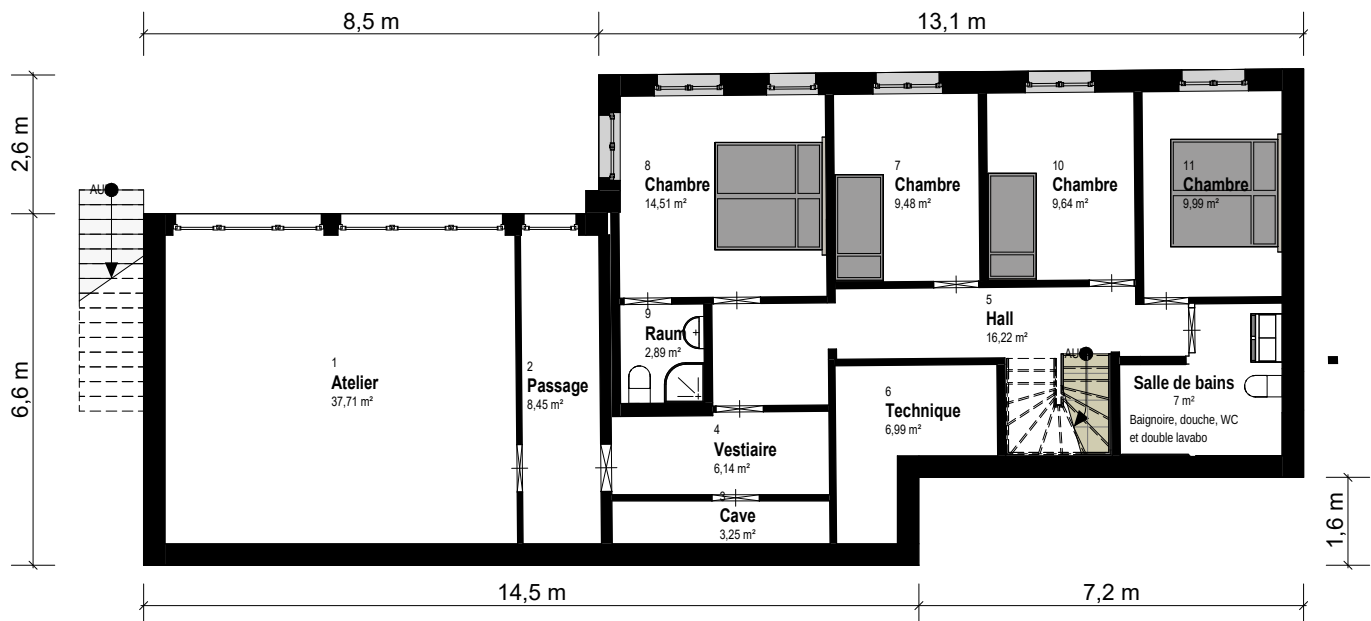 8,5 m
13,1 m
2,6 m
6,6 m
AU
8
Chambre
14,51 m²
7
Chambre
9,48 m²
10
Chambre
9,64 m²
11
Chambre
9,99 m²
5
Hall
16,22 m²
9
Raum
2,89 m²
1
Atelier
37,71 m²
2
Passage
8,45 m²
AU
6
Technique
6,99 m²
Salle de bains
7 m²
Baignoire, douche, WC
et double lavabo
4
Vestiaire
6,14 m²
3
Cave
3,25 m²
1,6 m
14,5 m
7,2 m